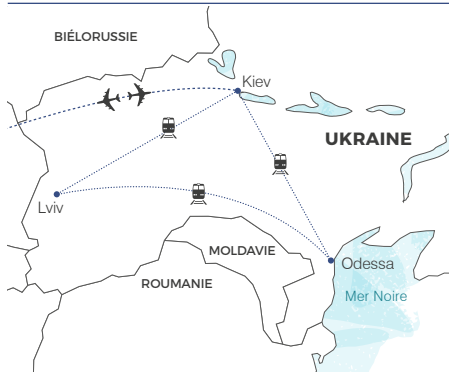 BIÉLORUSSIE
Kiev
UKRAINE
Lviv
MOLDAVIE
Odessa
ROUMANIE
Mer Noire